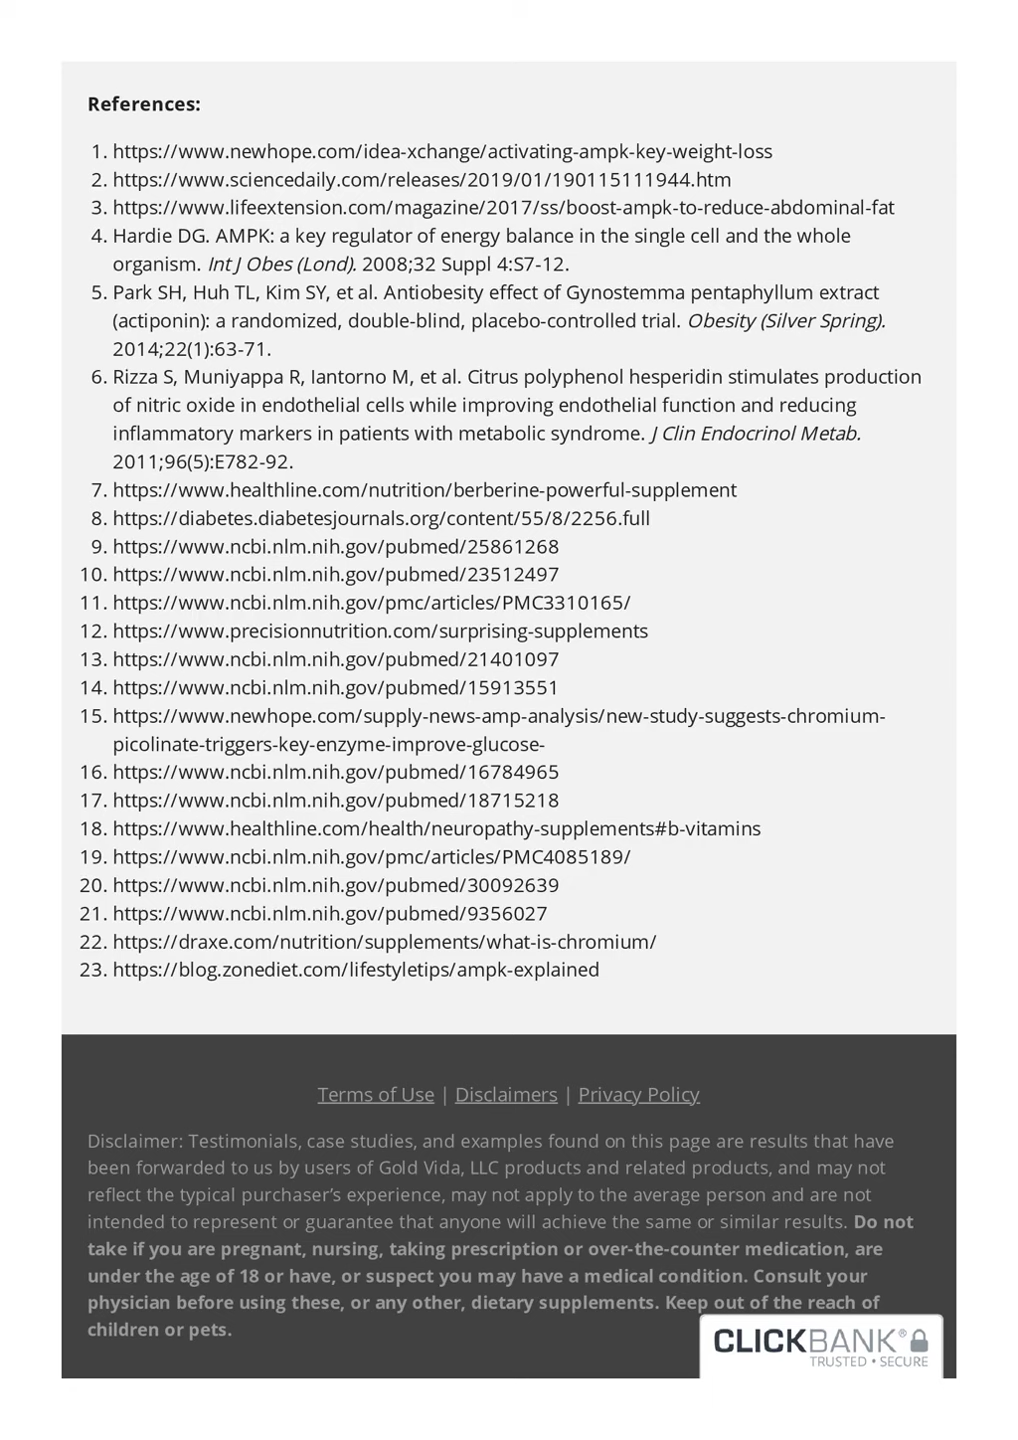 References:
1. https://www.newhope.com/idea-xchange/activating-ampk-key-weight-loss
2. https://www.sciencedaily.com/releases/2019/01/190115111944.htm
3. https://www.lifeextension.com/magazine/2017/ss/boost-ampk-to-reduce-abdominal-fat
4. Hardie DG. AMPK: a key regulator of energy balance in the single cell and the whole
organism. Int J Obes (Lond). 2008;32 Suppl 4:S7-12.
5. Park SH, Huh TL, Kim SY, et al. Antiobesity effect of Gynostemma pentaphyllum extract
(actiponin): a randomized, double-blind, placebo-controlled trial. Obesity (Silver Spring).
2014;22(1):63-71.
6. Rizza S, Muniyappa R, Iantorno M, et al. Citrus polyphenol hesperidin stimulates production
of nitric oxide in endothelial cells while improving endothelial function and reducing
inflammatory markers in patients with metabolic syndrome. J Clin Endocrinol Metab.
2011;96(5):E782-92.
7. https://www.healthline.com/nutrition/berberine-powerful-supplement
8. https://diabetes.diabetesjournals.org/content/55/8/2256.full
9. https://www.ncbi.nlm.nih.gov/pubmed/25861268
10. https://www.ncbi.nlm.nih.gov/pubmed/23512497
11. https://www.ncbi.nlm.nih.gov/pmc/articles/PMC3310165/
12. https://www.precisionnutrition.com/surprising-supplements
13. https://www.ncbi.nlm.nih.gov/pubmed/21401097
14. https://www.ncbi.nlm.nih.gov/pubmed/15913551
15. https://www.newhope.com/supply-news-amp-analysis/new-study-suggests-chromium-
picolinate-triggers-key-enzyme-improve-glucose-
16. https://www.ncbi.nlm.nih.gov/pubmed/16784965
17. https://www.ncbi.nlm.nih.gov/pubmed/18715218
18. https://www.healthline.com/health/neuropathy-supplements#b-vitamins
19. https://www.ncbi.nlm.nih.gov/pmc/articles/PMC4085189/
20. https://www.ncbi.nlm.nih.gov/pubmed/30092639
21. https://www.ncbi.nlm.nih.gov/pubmed/9356027
22. https://draxe.com/nutrition/supplements/what-is-chromium/
23. https://blog.zonediet.com/lifestyletips/ampk-explained
Terms of Use | Disclaimers | Privacy Policy
Disclaimer: Testimonials, case studies, and examples found on this page are results that have
been forwarded to us by users of Gold Vida, LLC products and related products, and may not
reflect the typical purchaser’s experience, may not apply to the average person and are not
intended to represent or guarantee that anyone will achieve the same or similar results. Do not
take if you are pregnant, nursing, taking prescription or over-the-counter medication, are
under the age of 18 or have, or suspect you may have a medical condition. Consult your
physician before using these, or any other, dietary supplements. Keep out of the reach of
children or pets.
CLICKBANK®
TRUSTED • SECURE